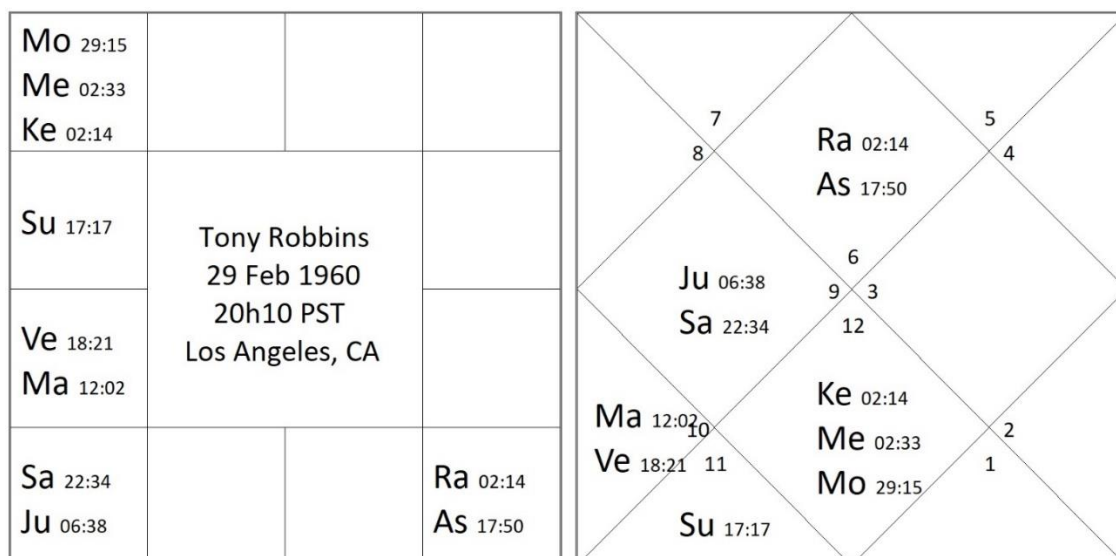 Mo 29:15
Me 02:33
Ke 02:14
Su 17:17
Tony Robbins
29 Feb 1960
20h10 PST
Los Angeles, CA
Ve 18:21
Ma 12:02
Sa 22:34
Ju 06:38
Ra 02:14
As 17:50
7
5
8
Ra 02:14
4
As 17:50
6
Ju 06:38
9 3
Sa 22:34
12
Ke 02:14
Ma 12:02
10
Me 02:33
2
Ve 18:21
11
1
Mo 29:15
Su 17:17